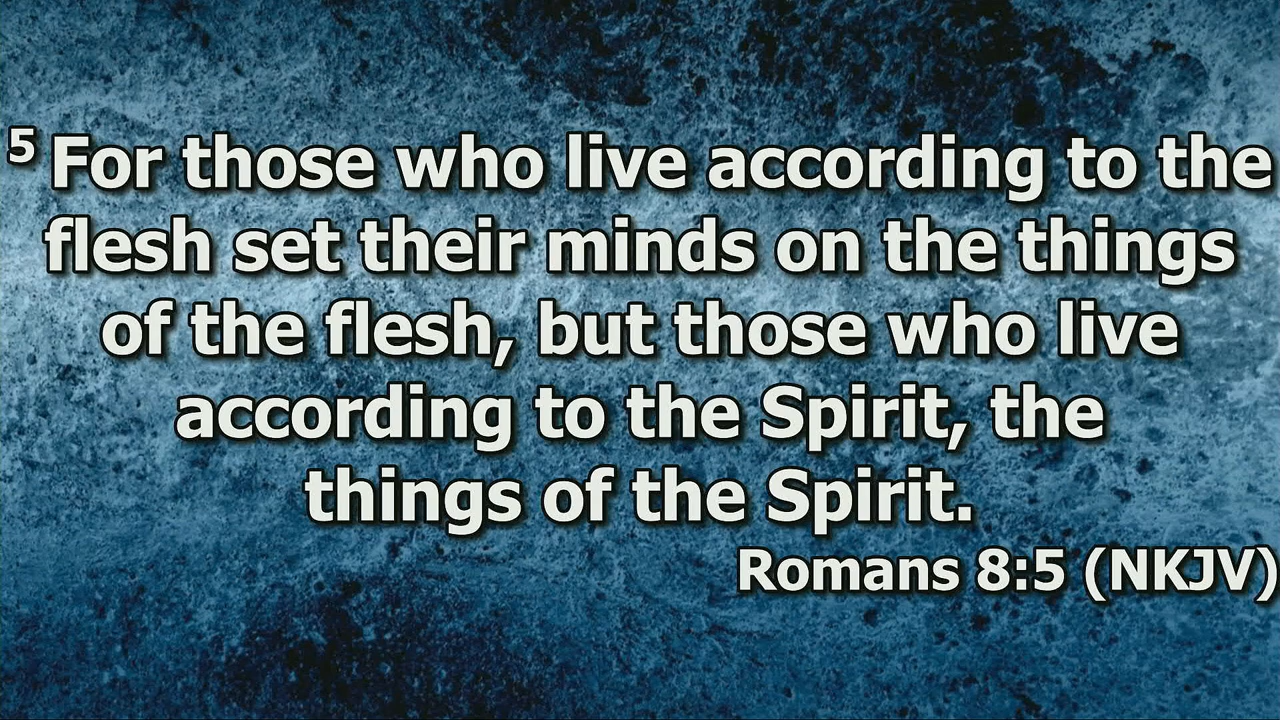 5 For those who live according to the
flesh set their minds on the things
of the flesh, but those who live
according to the Spirit, the
things of the Spirit.
Romans 8:5 (NKJV)